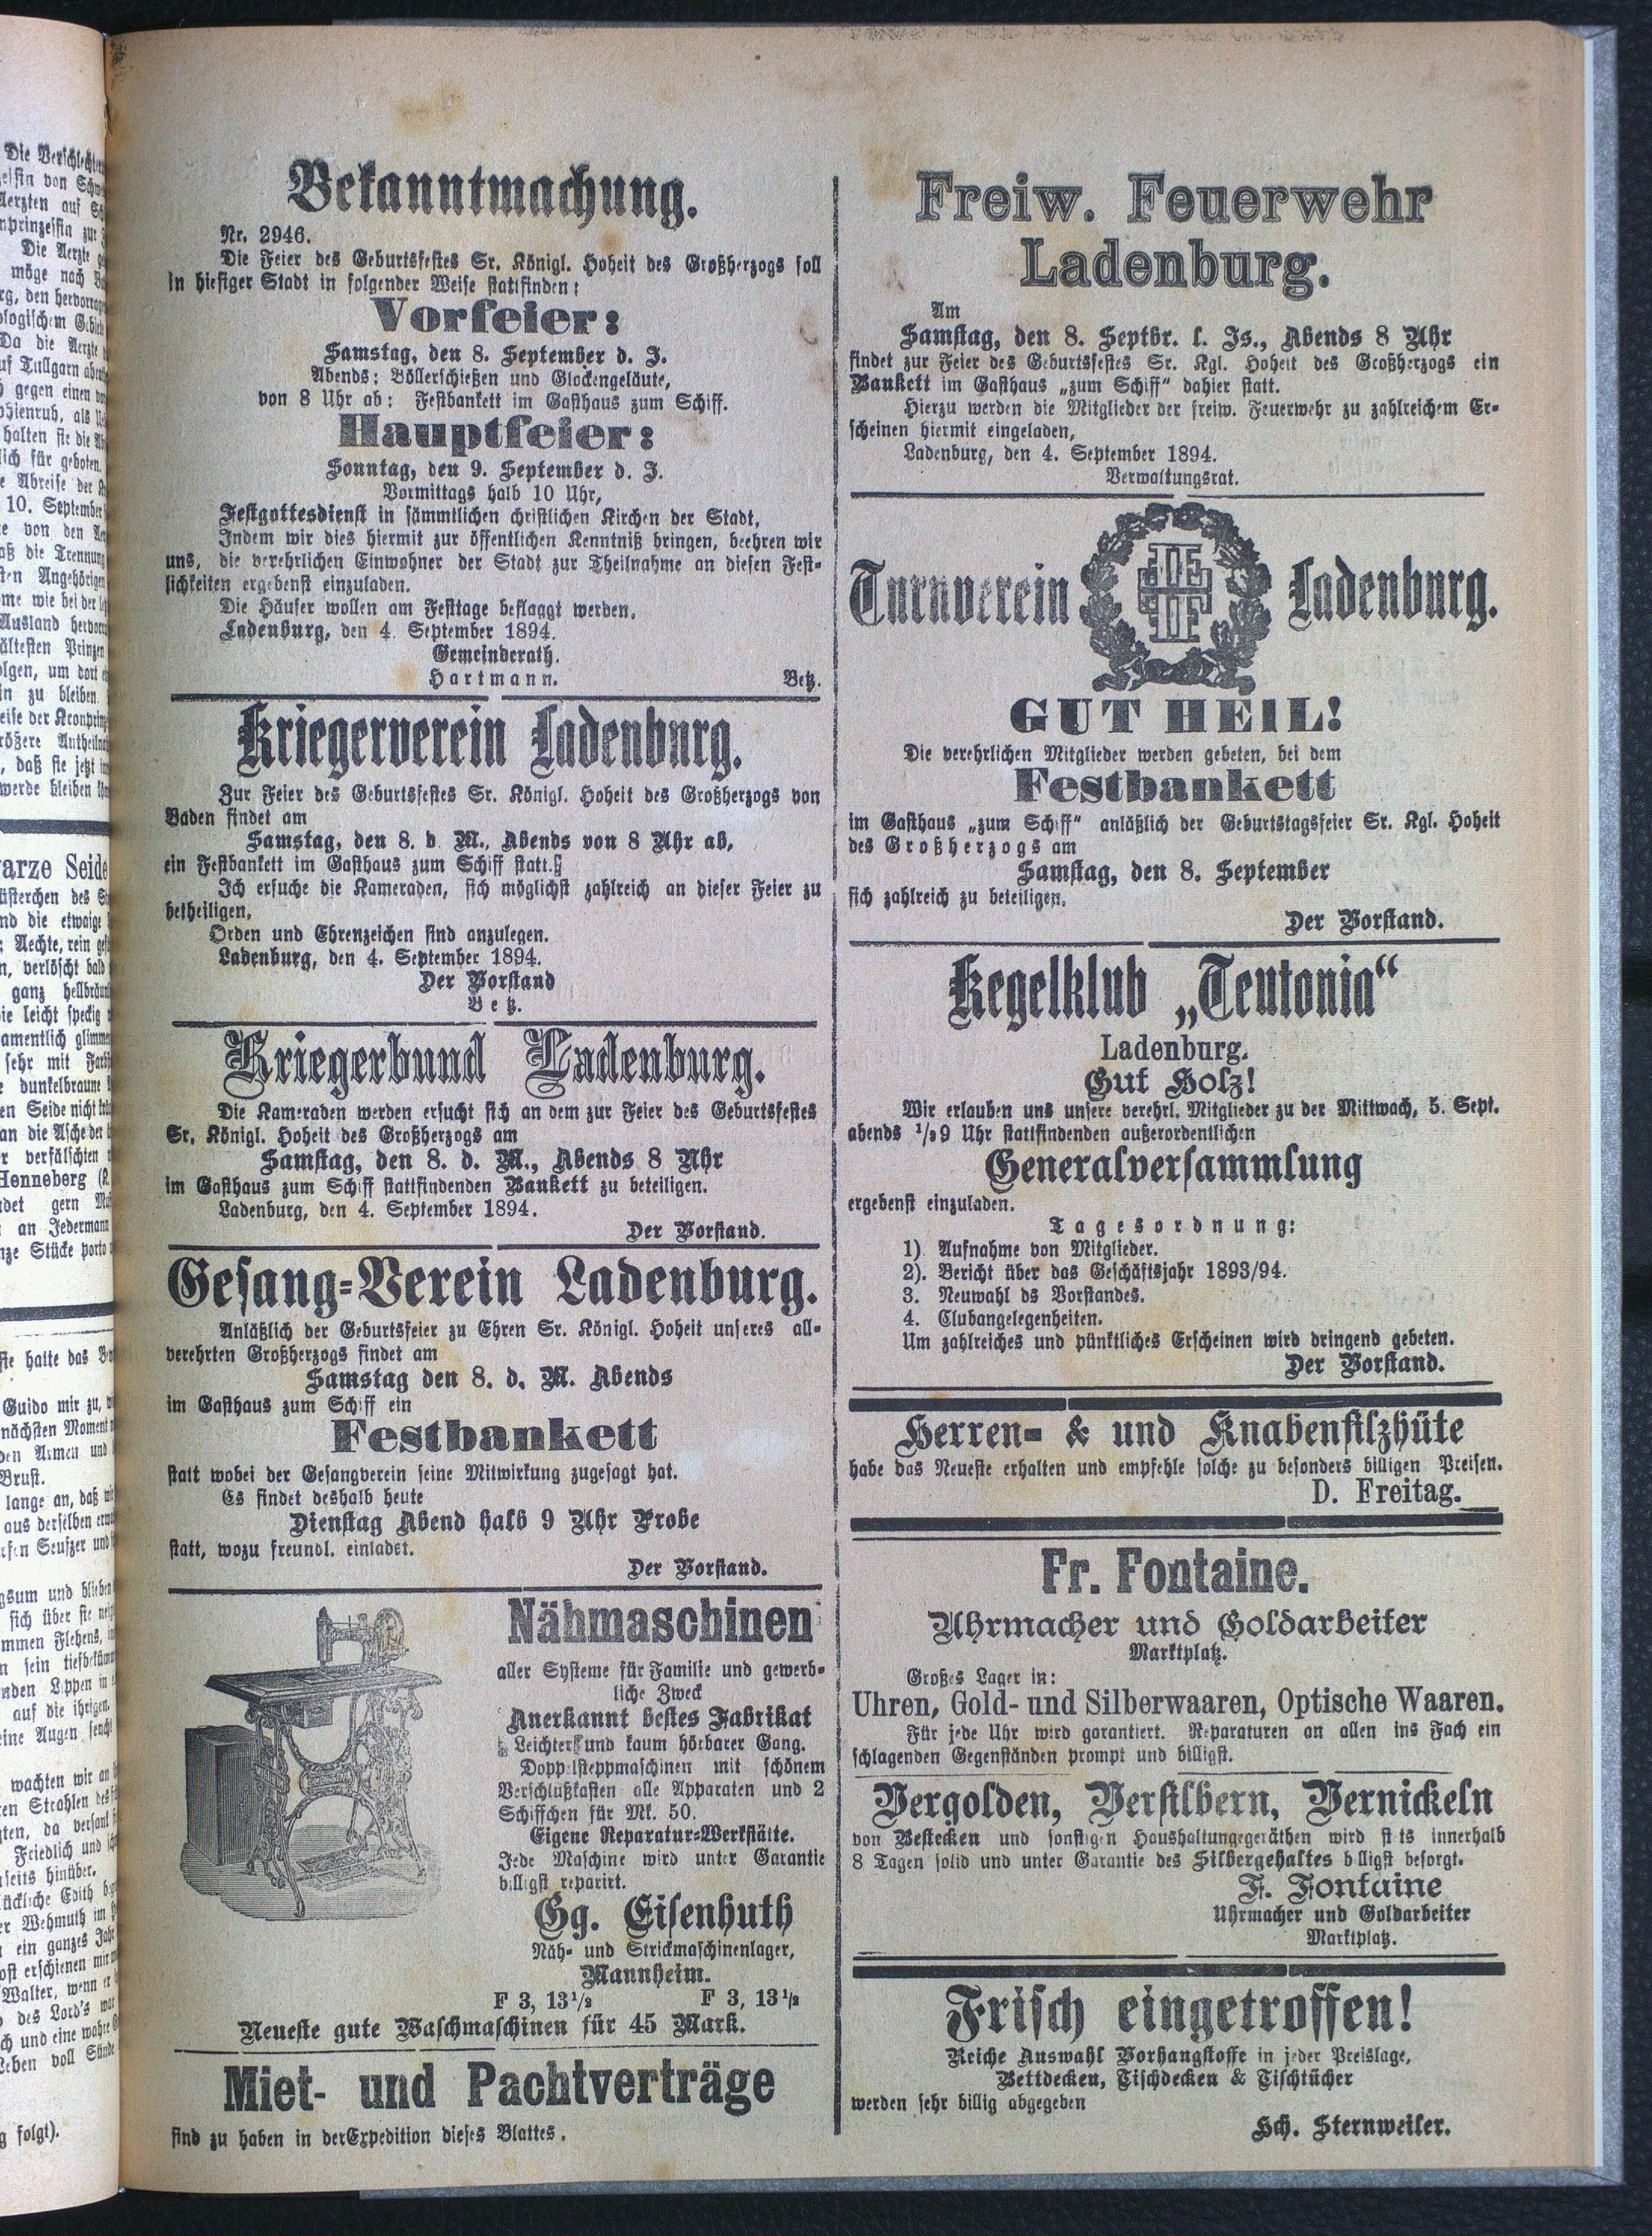 Bekanntmachung.
Nr. 2946.
Die Feier des Geburtsfestes Sr. Königl. Hoheit des Großherzogs soll
in hiesiger Stadt in folgender Weise stattfinden:
Vorfeier:
Samstag, den 8. September d. J.
Abends: Böllerschießen und Glockengeläute,
von 8 Uhr ab: Festbankett im Gasthaus zum Schiff.
Hauptfeier:
Sonntag, den 9. September d. J.
Vormittags halb 10 Uhr,
Festgottesdienst in sämmtlichen christlichen Kirchen der Stadt,
Indem wir dies hiermit zur öffentlichen Kenntniß bringen, beehren wir
uns, die verehrlichen Einwohner der Stadt zur Theilnahme an diesen Fest-
lichkeiten ergebenst einzuladen.
Die Häuser wollen am Festtage beflaggt werden.
Ladenburg, den 4. September 1894.
Gemeinderath.
Hartmann. Betz.
Kriegerverein Ladenburg.
Zur Feier des Geburtsfestes Sr. Königl. Hoheit des Großherzogs von
Baden findet am
Samstag, den 8. d M., Abends von 8 Uhr ab,
ein Festbankett im Gasthaus zum Schiff statt.
Ich ersuche die Kameraden, sich möglichst zahlreich an dieser Feier zu
betheiligen,
Orden und Ehrenzeichen sind anzulegen.
Ladenburg, den 4. September 1894.
Der Vorstand
Betz.
Kriegerbund Ladenburg.
Die Kameraden werden ersucht sich an dem zur Feier des Geburtsfestes
Sr. Königl. Hoheit des Großherzogs am
Samstag, den 8. d. M., Abends 8 Uhr
im Gasthaus zum Schiff stattfindenden Bankett zu beteiligen.
Ladenburg, den 4. September 1894.
Der Vorstand.
Gesang-Verein Ladenburg.
Anläßlich der Geburtsfeier zu Ehren Sr. Königl. Hoheit unseres all-
verehrten Großherzogs findet am
Samstag den 8. d. M. Abends
im Gasthaus zum Schiff ein
Festbankett
statt wobei der Gesangverein seine Mitwirkung zugesagt hat.
Es findet deshalb heute
Dienstag Abend halb 9 Uhr Probe
statt, wozu freundl. einladet.
Der Vorstand.
Nähmaschinen
aller Systeme für Familie und gewerb-
liche Zweck
Anerkannt bestes Fabrikat
Leichter und kaum hörbarer Gang.
Doppelsteppmaschinen mit schönem
Verschlußkasten alle Apparaten und 2
Schiffchen für Mk. 50.
Eigene Reparatur-Werkstätte.
Jede Maschine wird unter Garantie
billigst reparirt.
Gg. Eisenhuth
Näh- und Strickmaschinenlager,
Mannheim.
F 3, 13½ F 3, 13½
Neueste gute Waschmaschinen für 45 Mark.
Miet- und Pachtverträge
sind zu haben in derExpedition dieses Blattes.
Freiw. Feuerwehr
Ladenburg.
Am
Samstag, den 8. Septbr. l. Js., Abends 8 Uhr
findet zur Feier des Geburtsfestes Sr. Kgl. Hoheit des Großherzogs ein
Bankett im Gasthaus „zum Schiff“ dahier statt.
Hierzu werden die Mitglieder der freiw. Feuerwehr zu zahlreichem Er-
scheinen hiermit eingeladen,
Ladenburg, den 4. September 1894.
Verwaltungsrat.
Turnverein Ladenburg.
GUT HEIL!
Die verehrlichen Mitglieder werden gebeten, bei dem
Festbankett
im Gasthaus „zum Schiff“ anläßlich der Geburtstagsfeier Sr. Kgl. Hoheit
des Großherzogs am
Samstag, den 8. September
sich zahlreich zu beteiligen.
Der Vorstand.
Kegelklub „Teutonia“
Ladenburg.
Gut Holz!
Wir erlauben uns unsere verehrl. Mitglieder zu der Mittwoch, 5. Sept.
abends ½9 Uhr stattfindenden außerordentlichen
Generalversammlung
ergebenst einzuladen.
Tagesordnung:
1). Aufnahme von Mitglieder.
2). Bericht über das Geschäftsjahr 1893/94.
3. Neuwahl ds Vorstandes.
4. Clubangelegenheiten.
Um zahlreiches und pünktliches Erscheinen wird dringend gebeten.
Der Vorstand.
Herren- & und Knabenfilzhüte
habe das Neueste erhalten und empfehle solche zu besonders billigen Preisen.
D. Freitag.
Fr. Fontaine.
Uhrmacher und Goldarbeiter
Marktplatz.
Großes Lager in:
Uhren, Gold- und Silberwaaren, Optische Waaren.
Für jede Uhr wird garantiert. Reparaturen an allen ins Fach ein
schlagenden Gegenständen prompt und billigst.
Vergolden, Versilbern, Vernickeln
von Bestecken und sonstigen Haushaltungegeräthen wird stets innerhalb
8 Tagen solid und unter Garantie des Silbergehaltes billigst besorgt.
F. Fontaine
Uhrmacher und Goldarbeiter
Marktplatz.
Frisch eingetroffen!
Reiche Auswahl Vorhangstoffe in jeder Preislage,
Bettdecken, Tischdecken & Tischtücher
werden sehr billig abgegeben
Hch. Sternweiler.